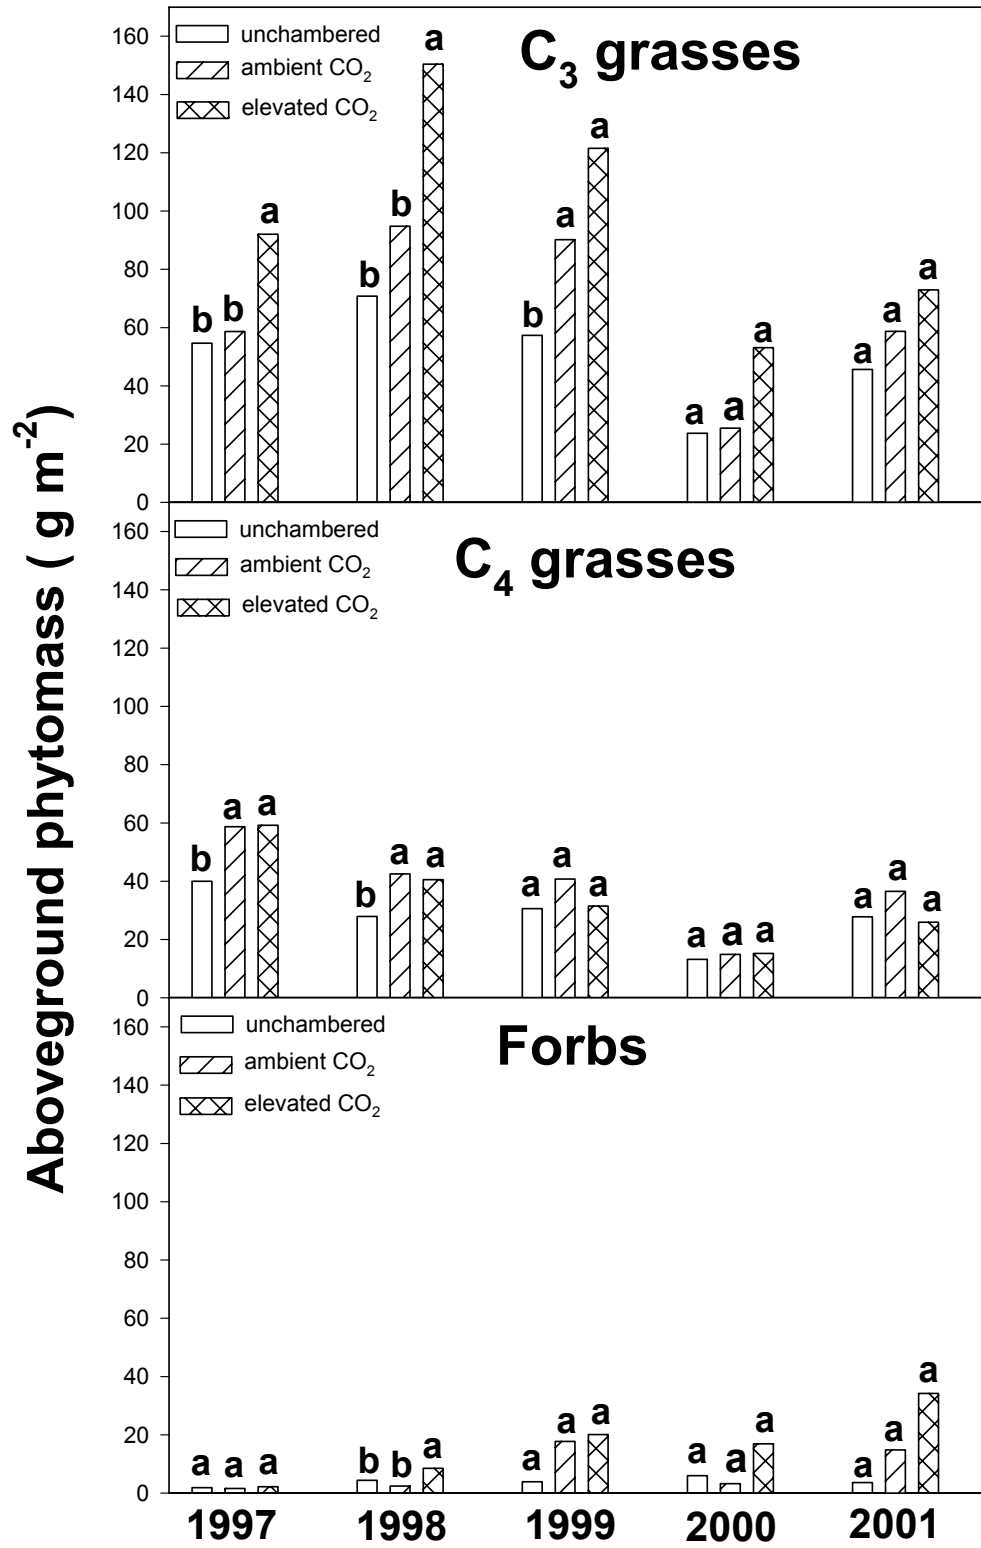 Aboveground phytomass ( g m⁻²)
C₃ grasses
unchambered
ambient CO₂
elevated CO₂
160
140
120
100
80
60
40
20
0
b b a
b b a
b a a
a a a
a a a
C₄ grasses
unchambered
ambient CO₂
elevated CO₂
160
140
120
100
80
60
40
20
0
b a a
b a a
a a a
a a a
a a a
Forbs
unchambered
ambient CO₂
elevated CO₂
160
140
120
100
80
60
40
20
0
a a a
b b a
a a a
a a a
a a a
1997 1998 1999 2000 2001